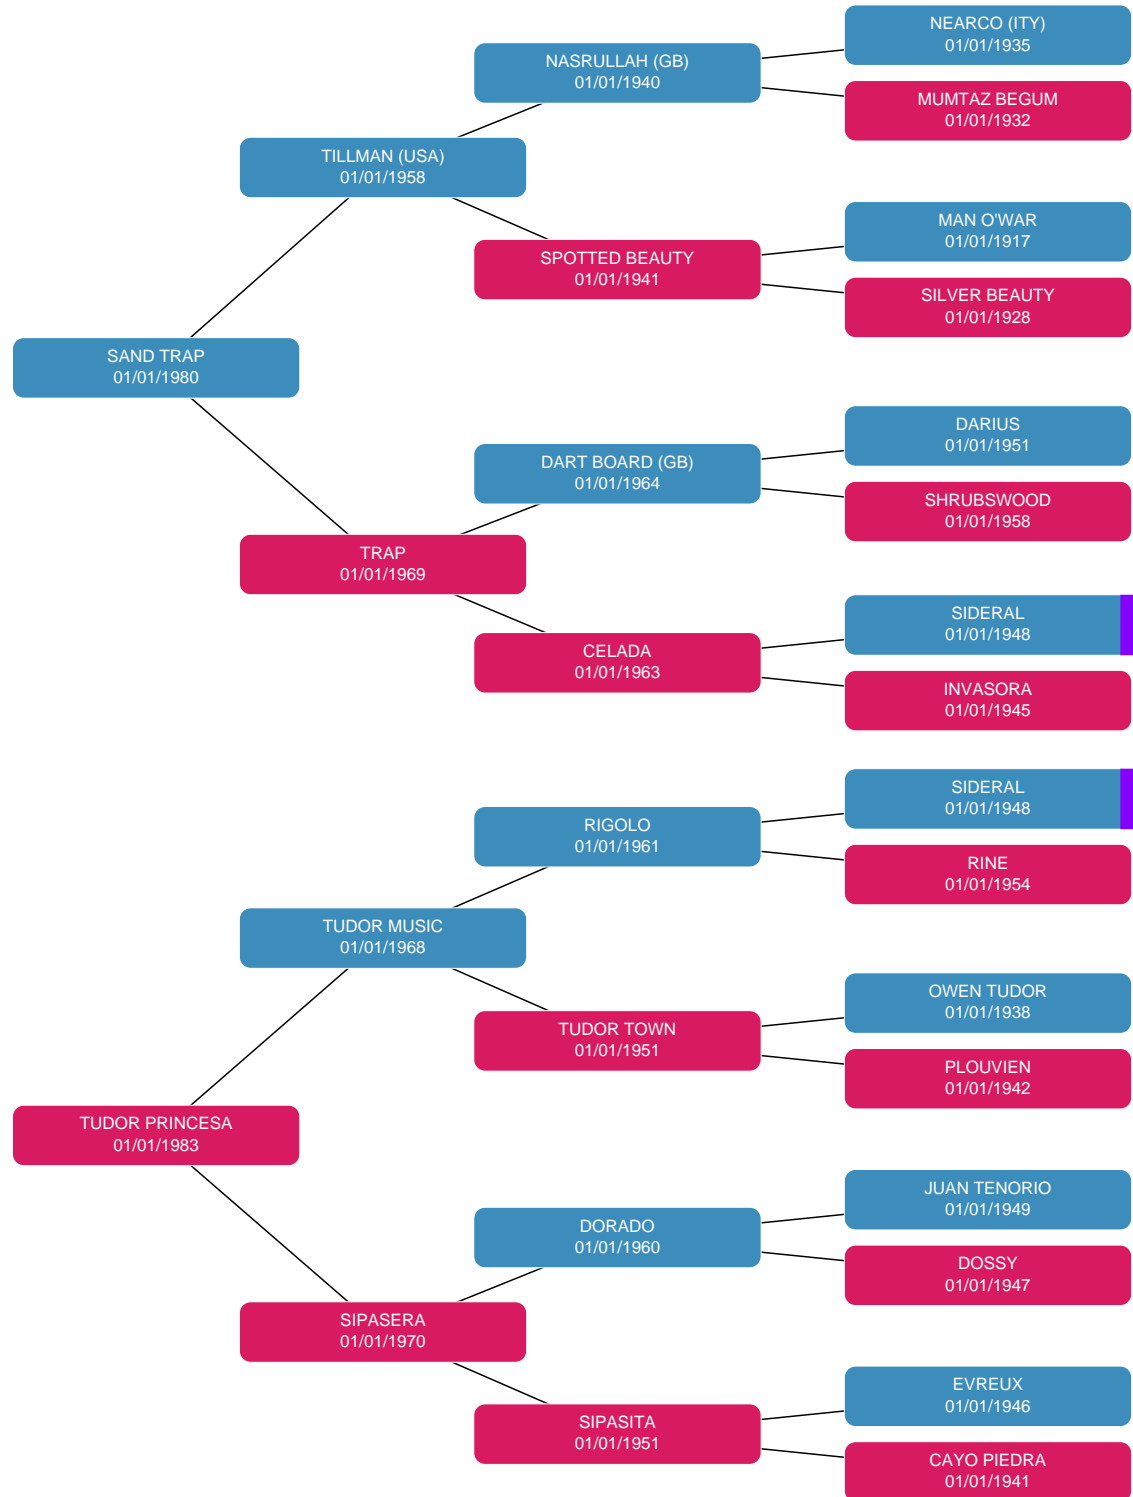 NEARCO (ITY)
01/01/1935
NASRULLAH (GB)
01/01/1940
MUMTAZ BEGUM
01/01/1932
TILLMAN (USA)
01/01/1958
MAN O'WAR
01/01/1917
SPOTTED BEAUTY
01/01/1941
SILVER BEAUTY
01/01/1928
SAND TRAP
01/01/1980
DARIUS
01/01/1951
DART BOARD (GB)
01/01/1964
SHRUBSWOOD
01/01/1958
TRAP
01/01/1969
SIDERAL
01/01/1948
CELADA
01/01/1963
INVASORA
01/01/1945
SIDERAL
01/01/1948
RIGOLO
01/01/1961
RINE
01/01/1954
TUDOR MUSIC
01/01/1968
OWEN TUDOR
01/01/1938
TUDOR TOWN
01/01/1951
PLOUVIEN
01/01/1942
TUDOR PRINCESA
01/01/1983
JUAN TENORIO
01/01/1949
DORADO
01/01/1960
DOSSY
01/01/1947
SIPASERA
01/01/1970
EVREUX
01/01/1946
SIPASITA
01/01/1951
CAYO PIEDRA
01/01/1941